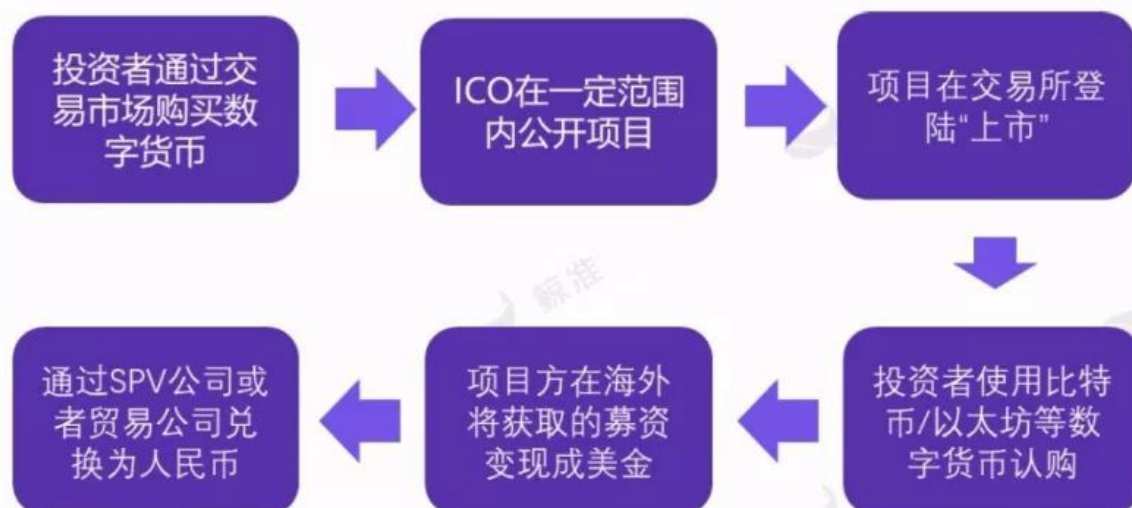 投资者通过交
易市场购买数
字货币
ICO在一定范围
内公开项目
项目在交易所登
陆“上市”
投资者使用比特
币/以太坊等数
字货币认购
项目方在海外
将获取的募资
变现成美金
通过SPV公司或
者贸易公司兑
换为人民币
鲸准